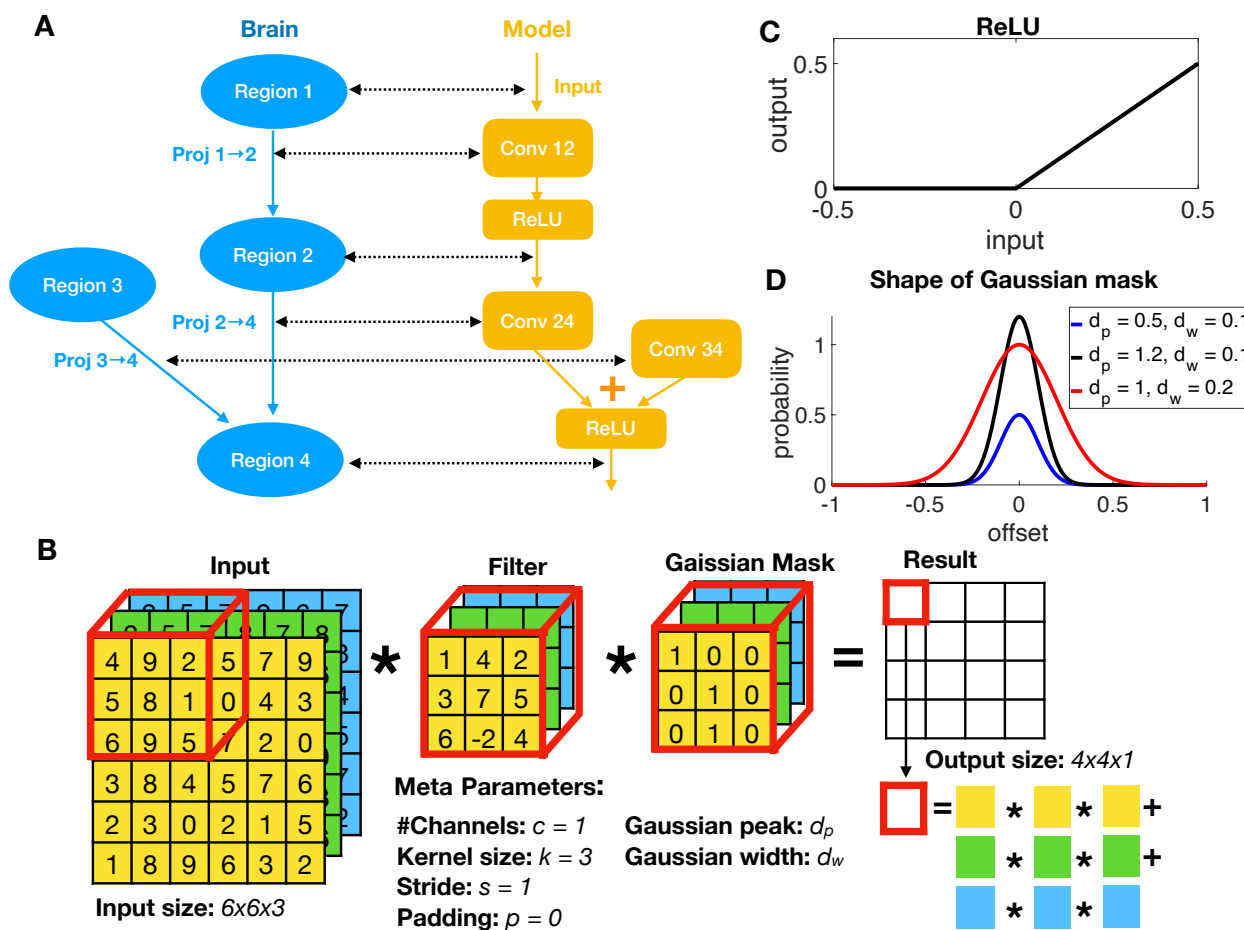 A
Brain
Model
Region 1
Input
Proj 1→2
Conv 12
ReLU
Region 2
Region 3
Proj 2→4
Conv 24
Proj 3→4
Conv 34
+
ReLU
Region 4
C
ReLU
output
0.5
0
-0.5
0
0.5
input
D
Shape of Gaussian mask
probability
1
0.5
0
-1
-0.5
0
0.5
1
offset
d_p = 0.5, d_w = 0.1
d_p = 1.2, d_w = 0.1
d_p = 1, d_w = 0.2
B
Input
Filter
Gaissian Mask
Result
4 9 2 5 7 9
5 8 1 0 4 3
6 9 5 7 2 0
3 8 4 5 7 6
2 3 0 2 1 5
1 8 9 6 3 2
*
1 4 2
3 7 5
6 -2 4
*
1 0 0
0 1 0
0 1 0
=
Input size: 6x6x3
Meta Parameters:
#Channels: c = 1
Kernel size: k = 3
Stride: s = 1
Padding: p = 0
Gaussian peak: d_p
Gaussian width: d_w
Output size: 4x4x1
= * * +
* * +
* *